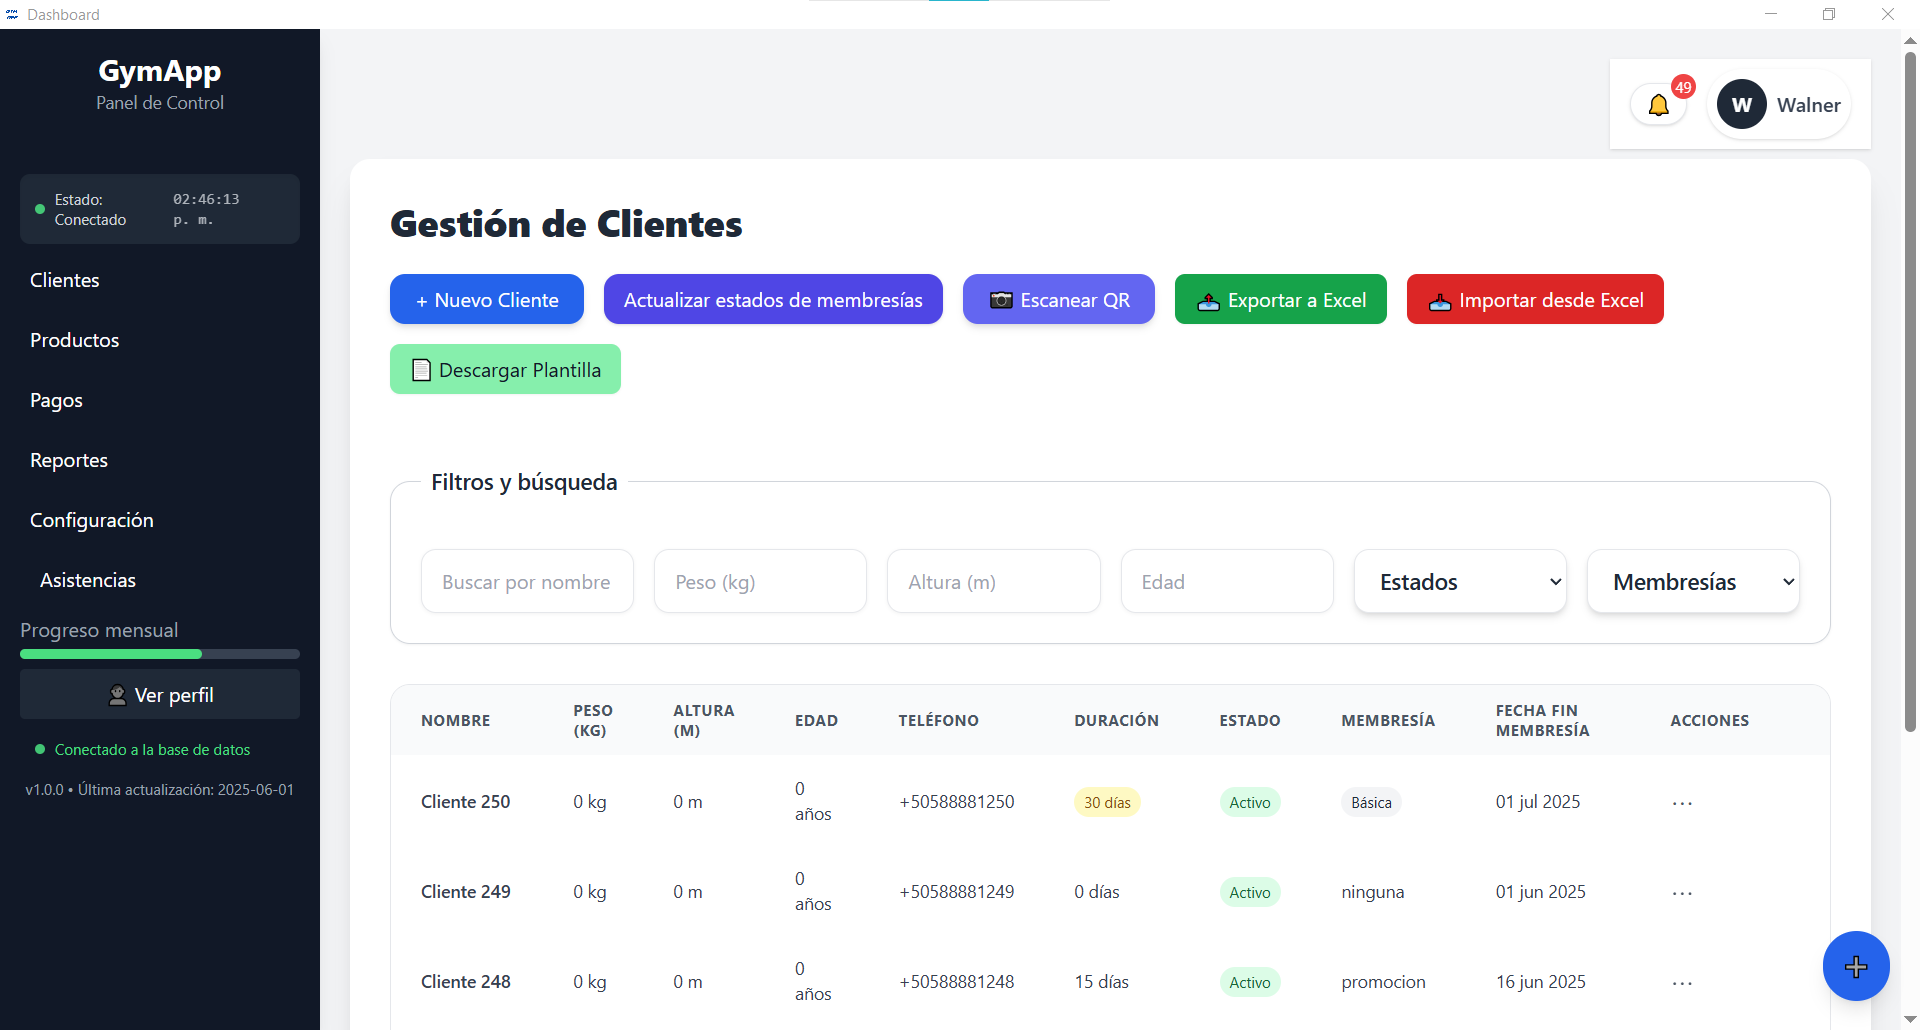 Dashboard
GymApp
Panel de Control
Estado:
Conectado
02:46:13
p. m.
Clientes
Productos
Pagos
Reportes
Configuración
Asistencias
Progreso mensual
Ver perfil
Conectado a la base de datos
v1.0.0 • Última actualización: 2025-06-01
49
W
Walner
Gestión de Clientes
+ Nuevo Cliente
Actualizar estados de membresías
Escanear QR
Exportar a Excel
Importar desde Excel
Descargar Plantilla
Filtros y búsqueda
Buscar por nombre
Peso (kg)
Altura (m)
Edad
Estados
Membresías
NOMBRE
PESO
(KG)
ALTURA
(M)
EDAD
TELÉFONO
DURACIÓN
ESTADO
MEMBRESÍA
FECHA FIN
MEMBRESÍA
ACCIONES
Cliente 250
0 kg
0 m
0
años
+50588881250
30 días
Activo
Básica
01 jul 2025
...
Cliente 249
0 kg
0 m
0
años
+50588881249
0 días
Activo
ninguna
01 jun 2025
...
Cliente 248
0 kg
0 m
0
años
+50588881248
15 días
Activo
promocion
16 jun 2025
...